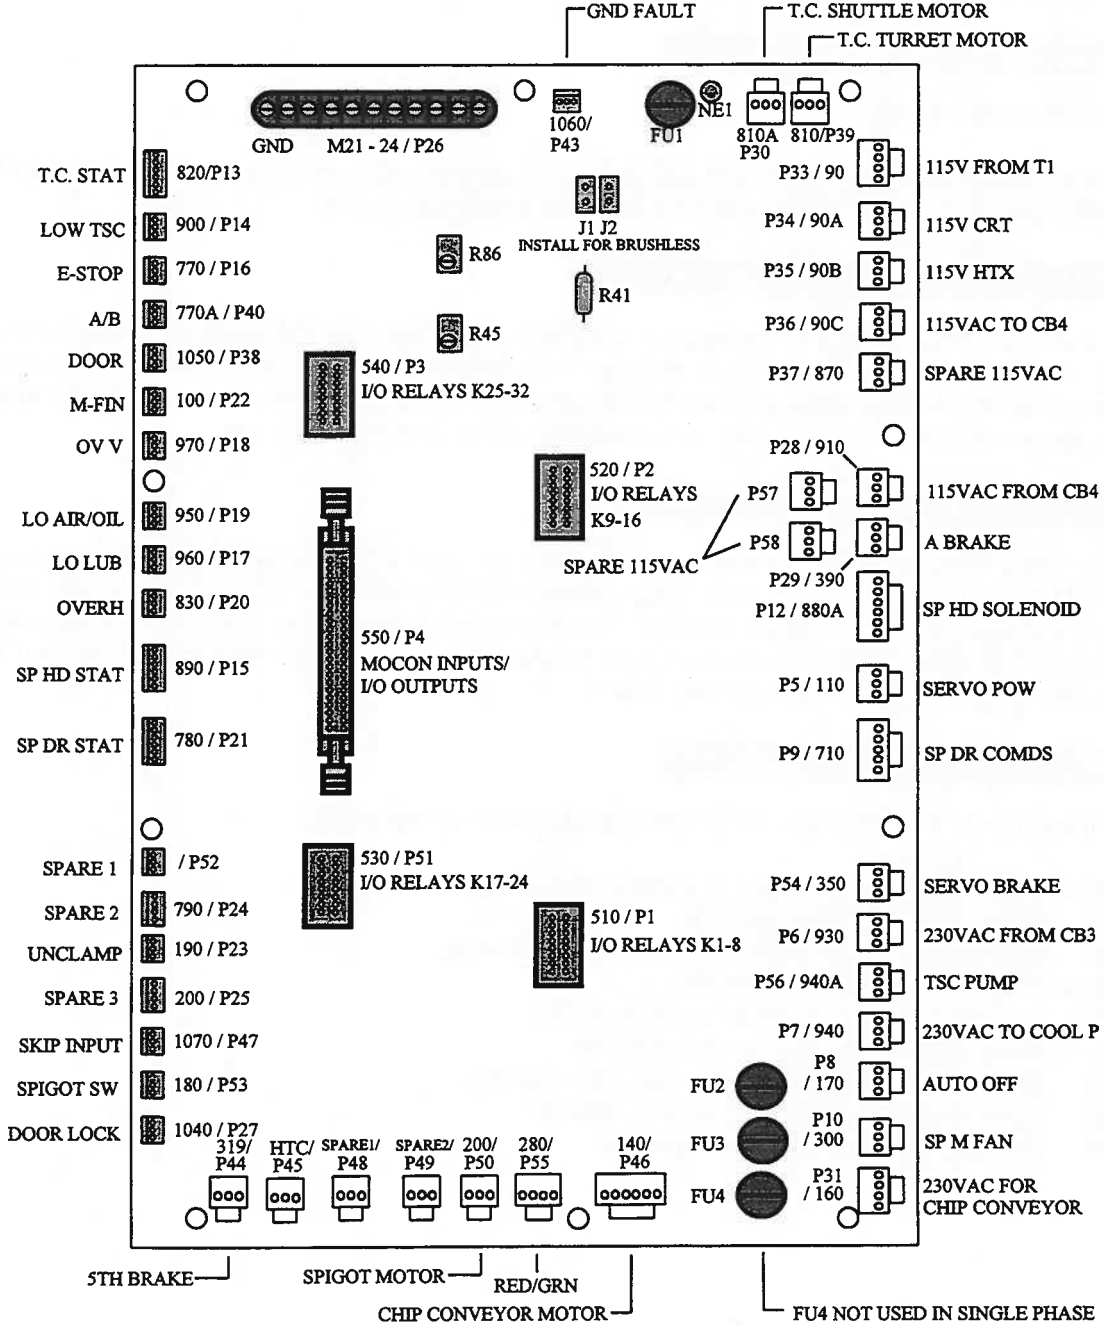 GND FAULT
T.C. SHUTTLE MOTOR
T.C. TURRET MOTOR
GND
M21 - 24 / P26
1060/
P43
FU1
NE1
810A
P30
810/P39
T.C. STAT
820/P13
LOW TSC
900 / P14
E-STOP
770 / P16
A/B
770A / P40
DOOR
1050 / P38
M-FIN
100 / P22
OV V
970 / P18
LO AIR/OIL
950 / P19
LO LUB
960 / P17
OVERH
830 / P20
SP HD STAT
890 / P15
SP DR STAT
780 / P21
SPARE 1
/ P52
SPARE 2
790 / P24
UNCLAMP
190 / P23
SPARE 3
200 / P25
SKIP INPUT
1070 / P47
SPIGOT SW
180 / P53
DOOR LOCK
1040 / P27
J1 J2
INSTALL FOR BRUSHLESS
R86
R41
R45
540 / P3
I/O RELAYS K25-32
520 / P2
I/O RELAYS
K9-16
550 / P4
MOCON INPUTS/
I/O OUTPUTS
530 / P51
I/O RELAYS K17-24
510 / P1
I/O RELAYS K1-8
P33 / 90
115V FROM T1
P34 / 90A
115V CRT
P35 / 90B
115V HTX
P36 / 90C
115VAC TO CB4
P37 / 870
SPARE 115VAC
P28 / 910
115VAC FROM CB4
P57
P58
SPARE 115VAC
A BRAKE
P29 / 390
P12 / 880A
SP HD SOLENOID
P5 / 110
SERVO POW
P9 / 710
SP DR COMDS
P54 / 350
SERVO BRAKE
P6 / 930
230VAC FROM CB3
P56 / 940A
TSC PUMP
P7 / 940
230VAC TO COOL P
FU2
P8
/ 170
AUTO OFF
FU3
P10
/ 300
SP M FAN
FU4
P31
/ 160
230VAC FOR
CHIP CONVEYOR
319/
P44
HTC/
P45
SPARE1/
P48
SPARE2/
P49
200/
P50
280/
P55
140/
P46
5TH BRAKE
SPIGOT MOTOR
RED/GRN
CHIP CONVEYOR MOTOR
FU4 NOT USED IN SINGLE PHASE